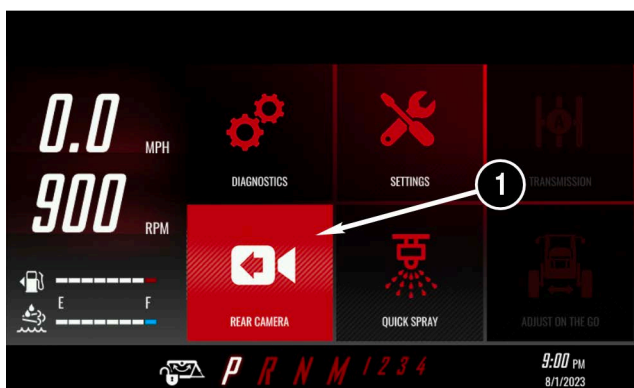 0.0 MPH
900 RPM
E F
DIAGNOSTICS
SETTINGS
1
TRANSMISSION
REAR CAMERA
QUICK SPRAY
ADJUST ON THE GO
P R N M 1 2 3 4
9:00 PM
8/1/2023